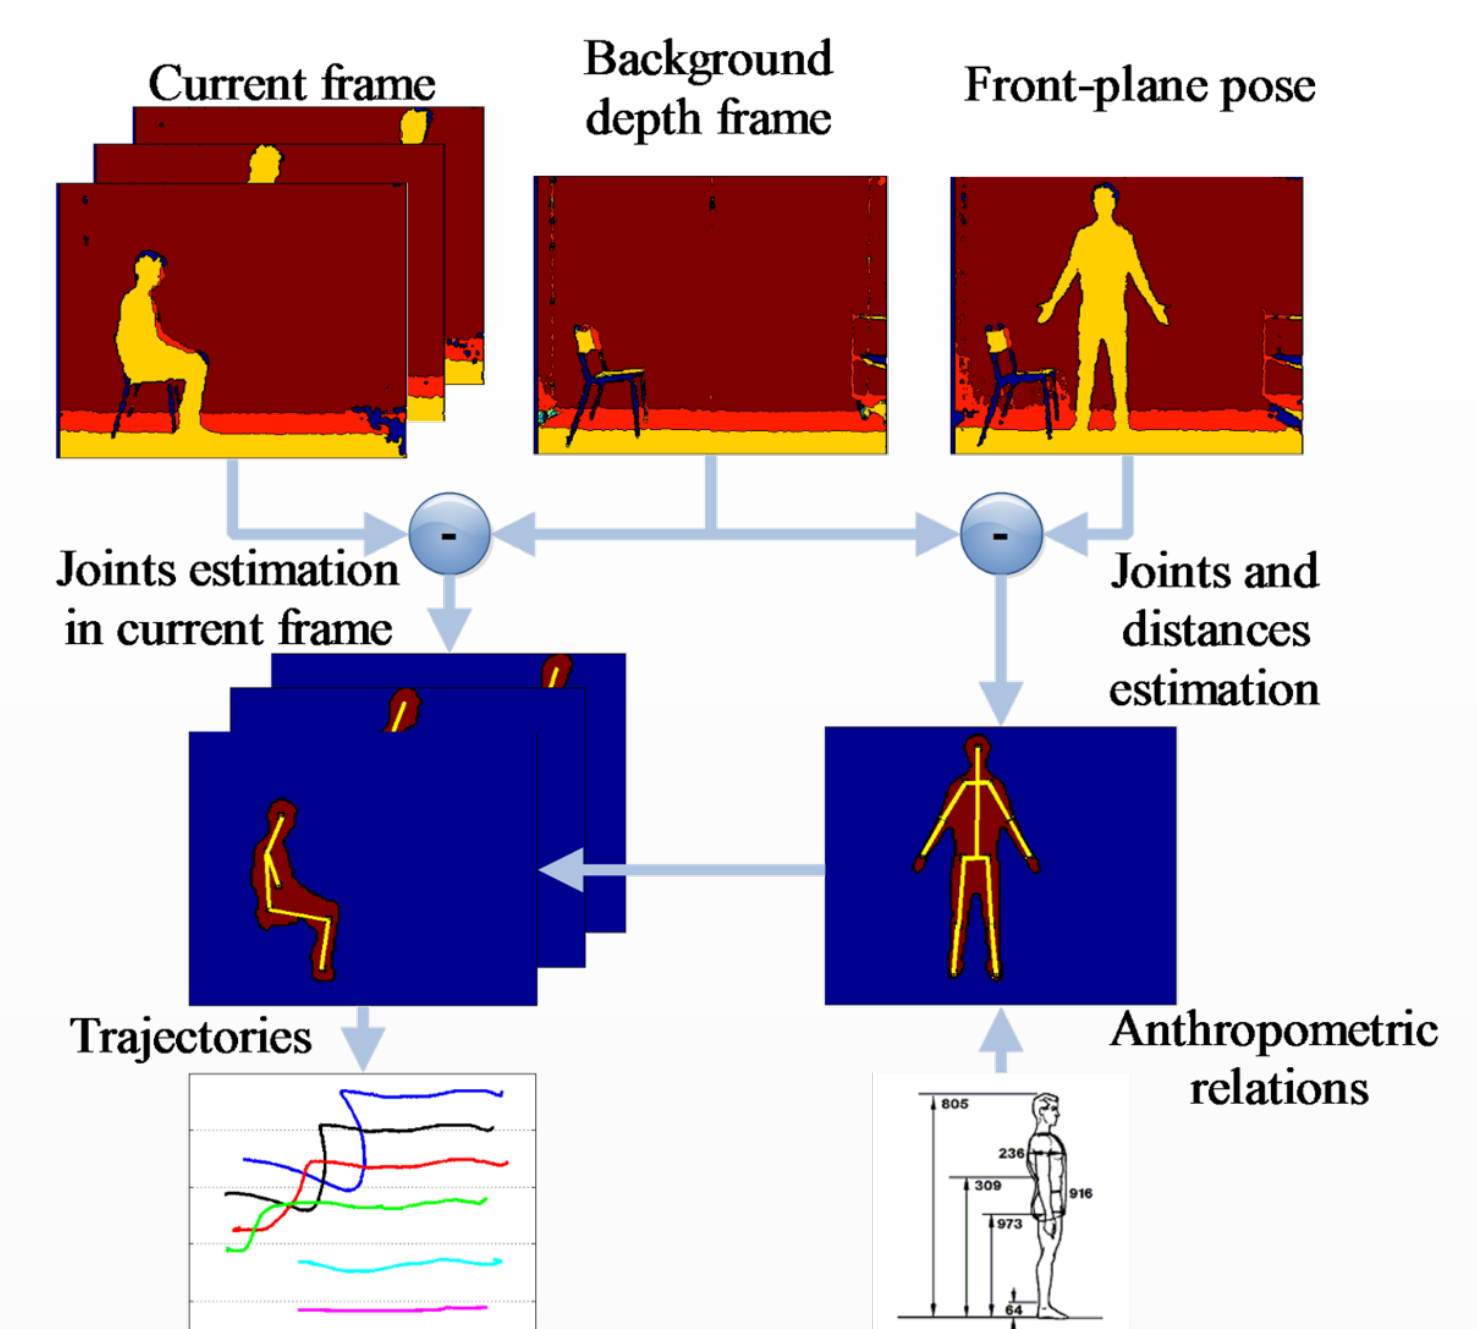 Current frame
Background
depth frame
Front-plane pose
-
-
Joints estimation
in current frame
Joints and
distances
estimation
Trajectories
Anthropometric
relations
805
236
309
916
973
64